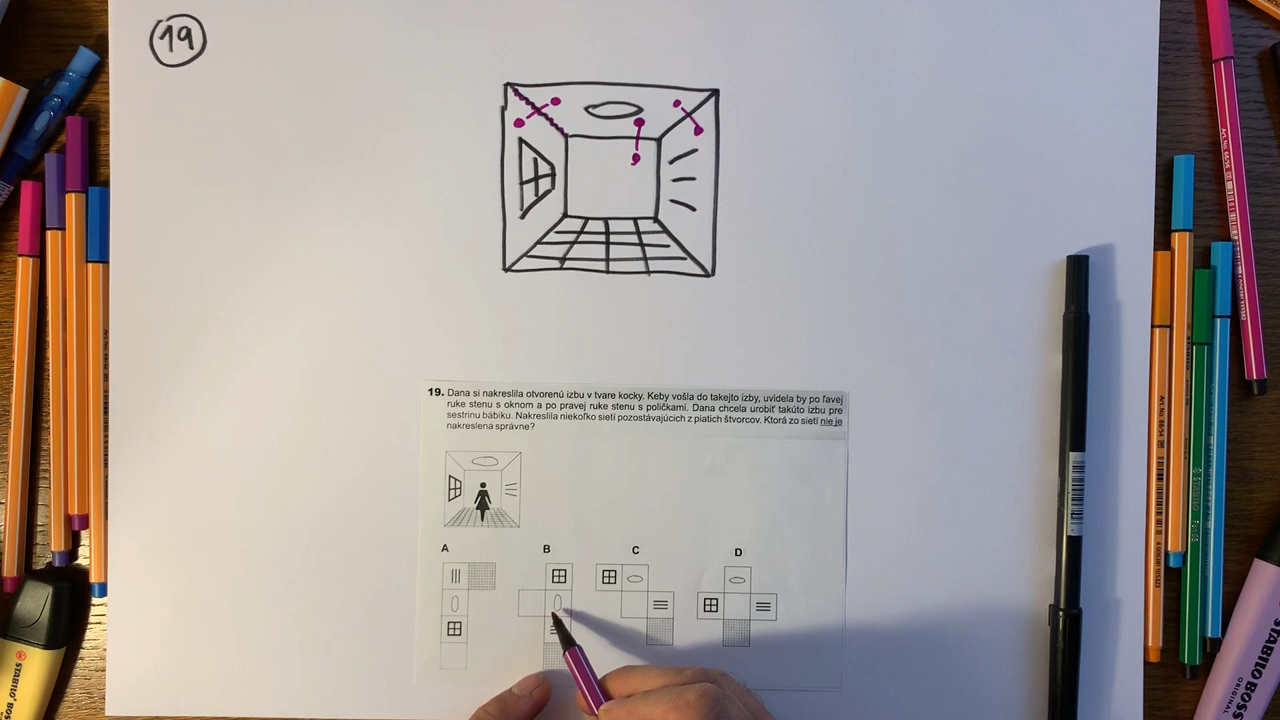 19
19. Dana si nakreslila otvorenú izbu v tvare kocky. Keby vošla do takejto izby, uvidela by po ľavej
ruke stenu s oknom a po pravej ruke stenu s poličkami. Dana chcela urobiť takúto izbu pre
sestrinu bábiku. Nakreslila niekoľko sietí pozostávajúcich z piatich štvorcov. Ktorá zo sietí nie je
nakreslená správne?
A B C D
STABILO BOSS
ORIGINAL
STABILO BOSS
ORIGINAL